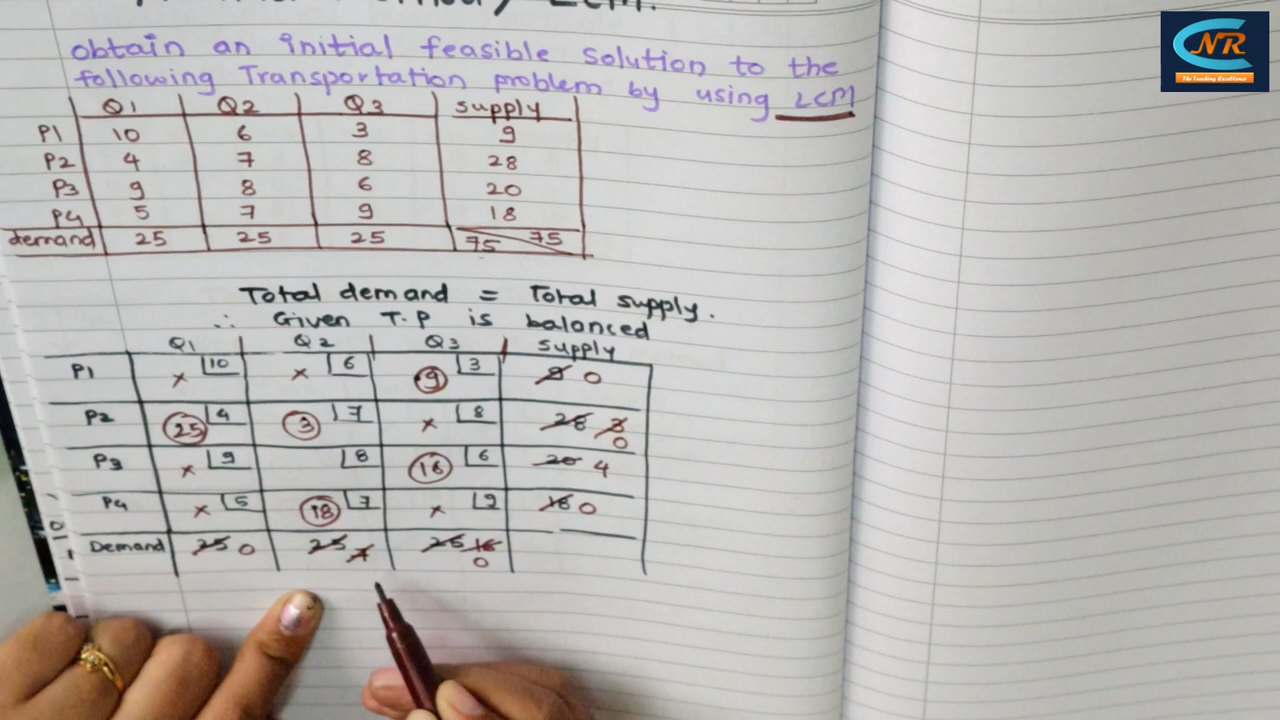 NR
The Teaching Excellence
obtain an initial feasible solution to the
following Transportation problem by using LCM
Q1 Q2 Q3 supply
P1 10 6 3 9
P2 4 7 8 28
P3 9 8 6 20
P4 5 7 9 18
demand 25 25 25 75 75
Total demand = Total supply.
∴ Given T.P is balanced
Q1 Q2 Q3 supply
P1 × 10 × 6 9 3 9 0
P2 25 4 3 7 × 8 28 3 0
P3 × 9 8 16 6 20 4
P4 × 5 18 7 × 9 18 0
Demand 25 0 25 7 25 16 0